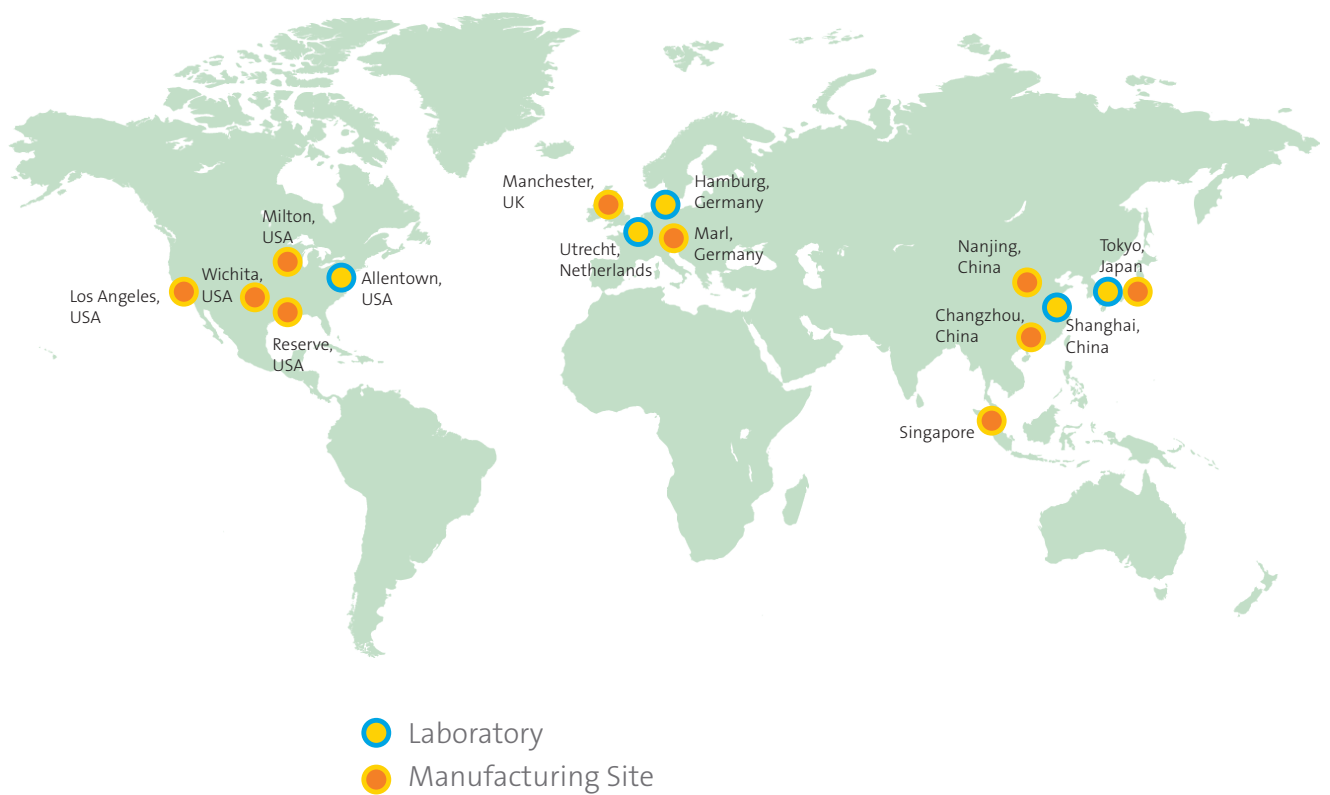 Manchester,
UK
Hamburg,
Germany
Milton,
USA
Utrecht,
Netherlands
Marl,
Germany
Nanjing,
China
Tokyo,
Japan
Wichita,
USA
Allentown,
USA
Los Angeles,
USA
Changzhou,
China
Shanghai,
China
Reserve,
USA
Singapore
Laboratory
Manufacturing Site